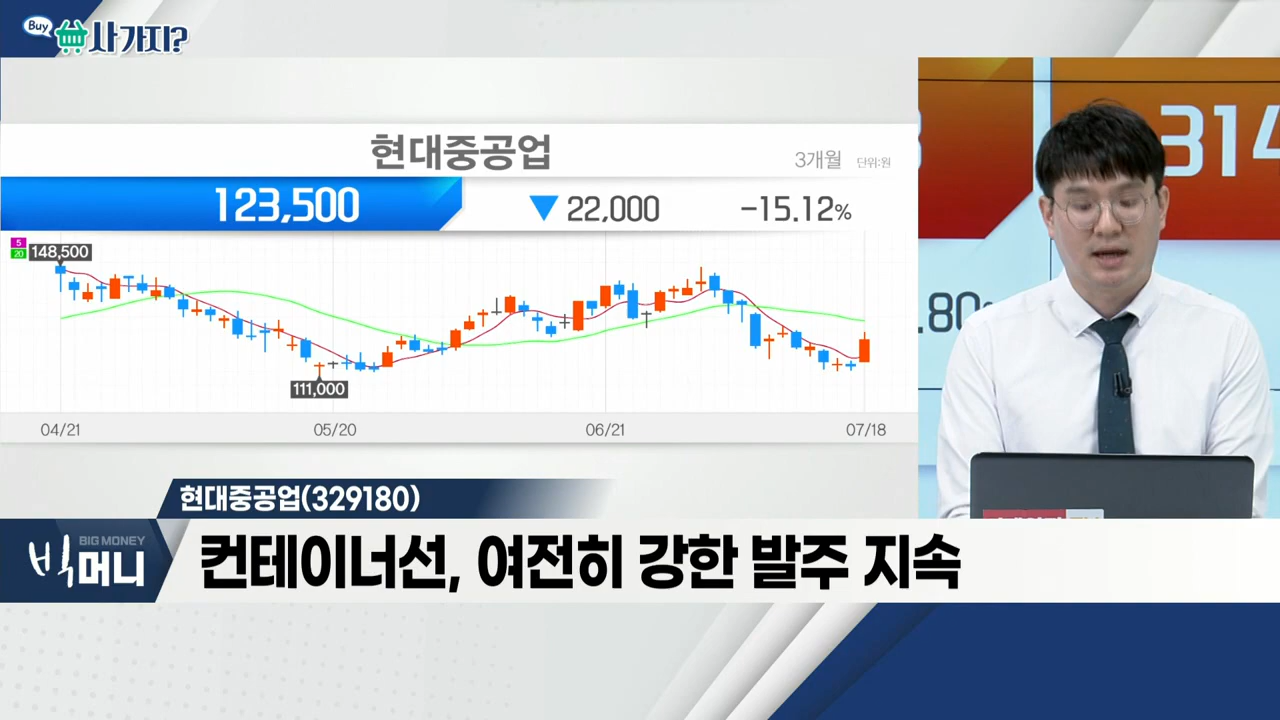 Buy 사가지?
현대중공업
3개월 단위:원
123,500 ▼ 22,000 -15.12%
5
20
148,500
111,000
04/21 05/20 06/21 07/18
314
.80%
현대중공업(329180)
BIG MONEY
빅머니
컨테이너선, 여전히 강한 발주 지속